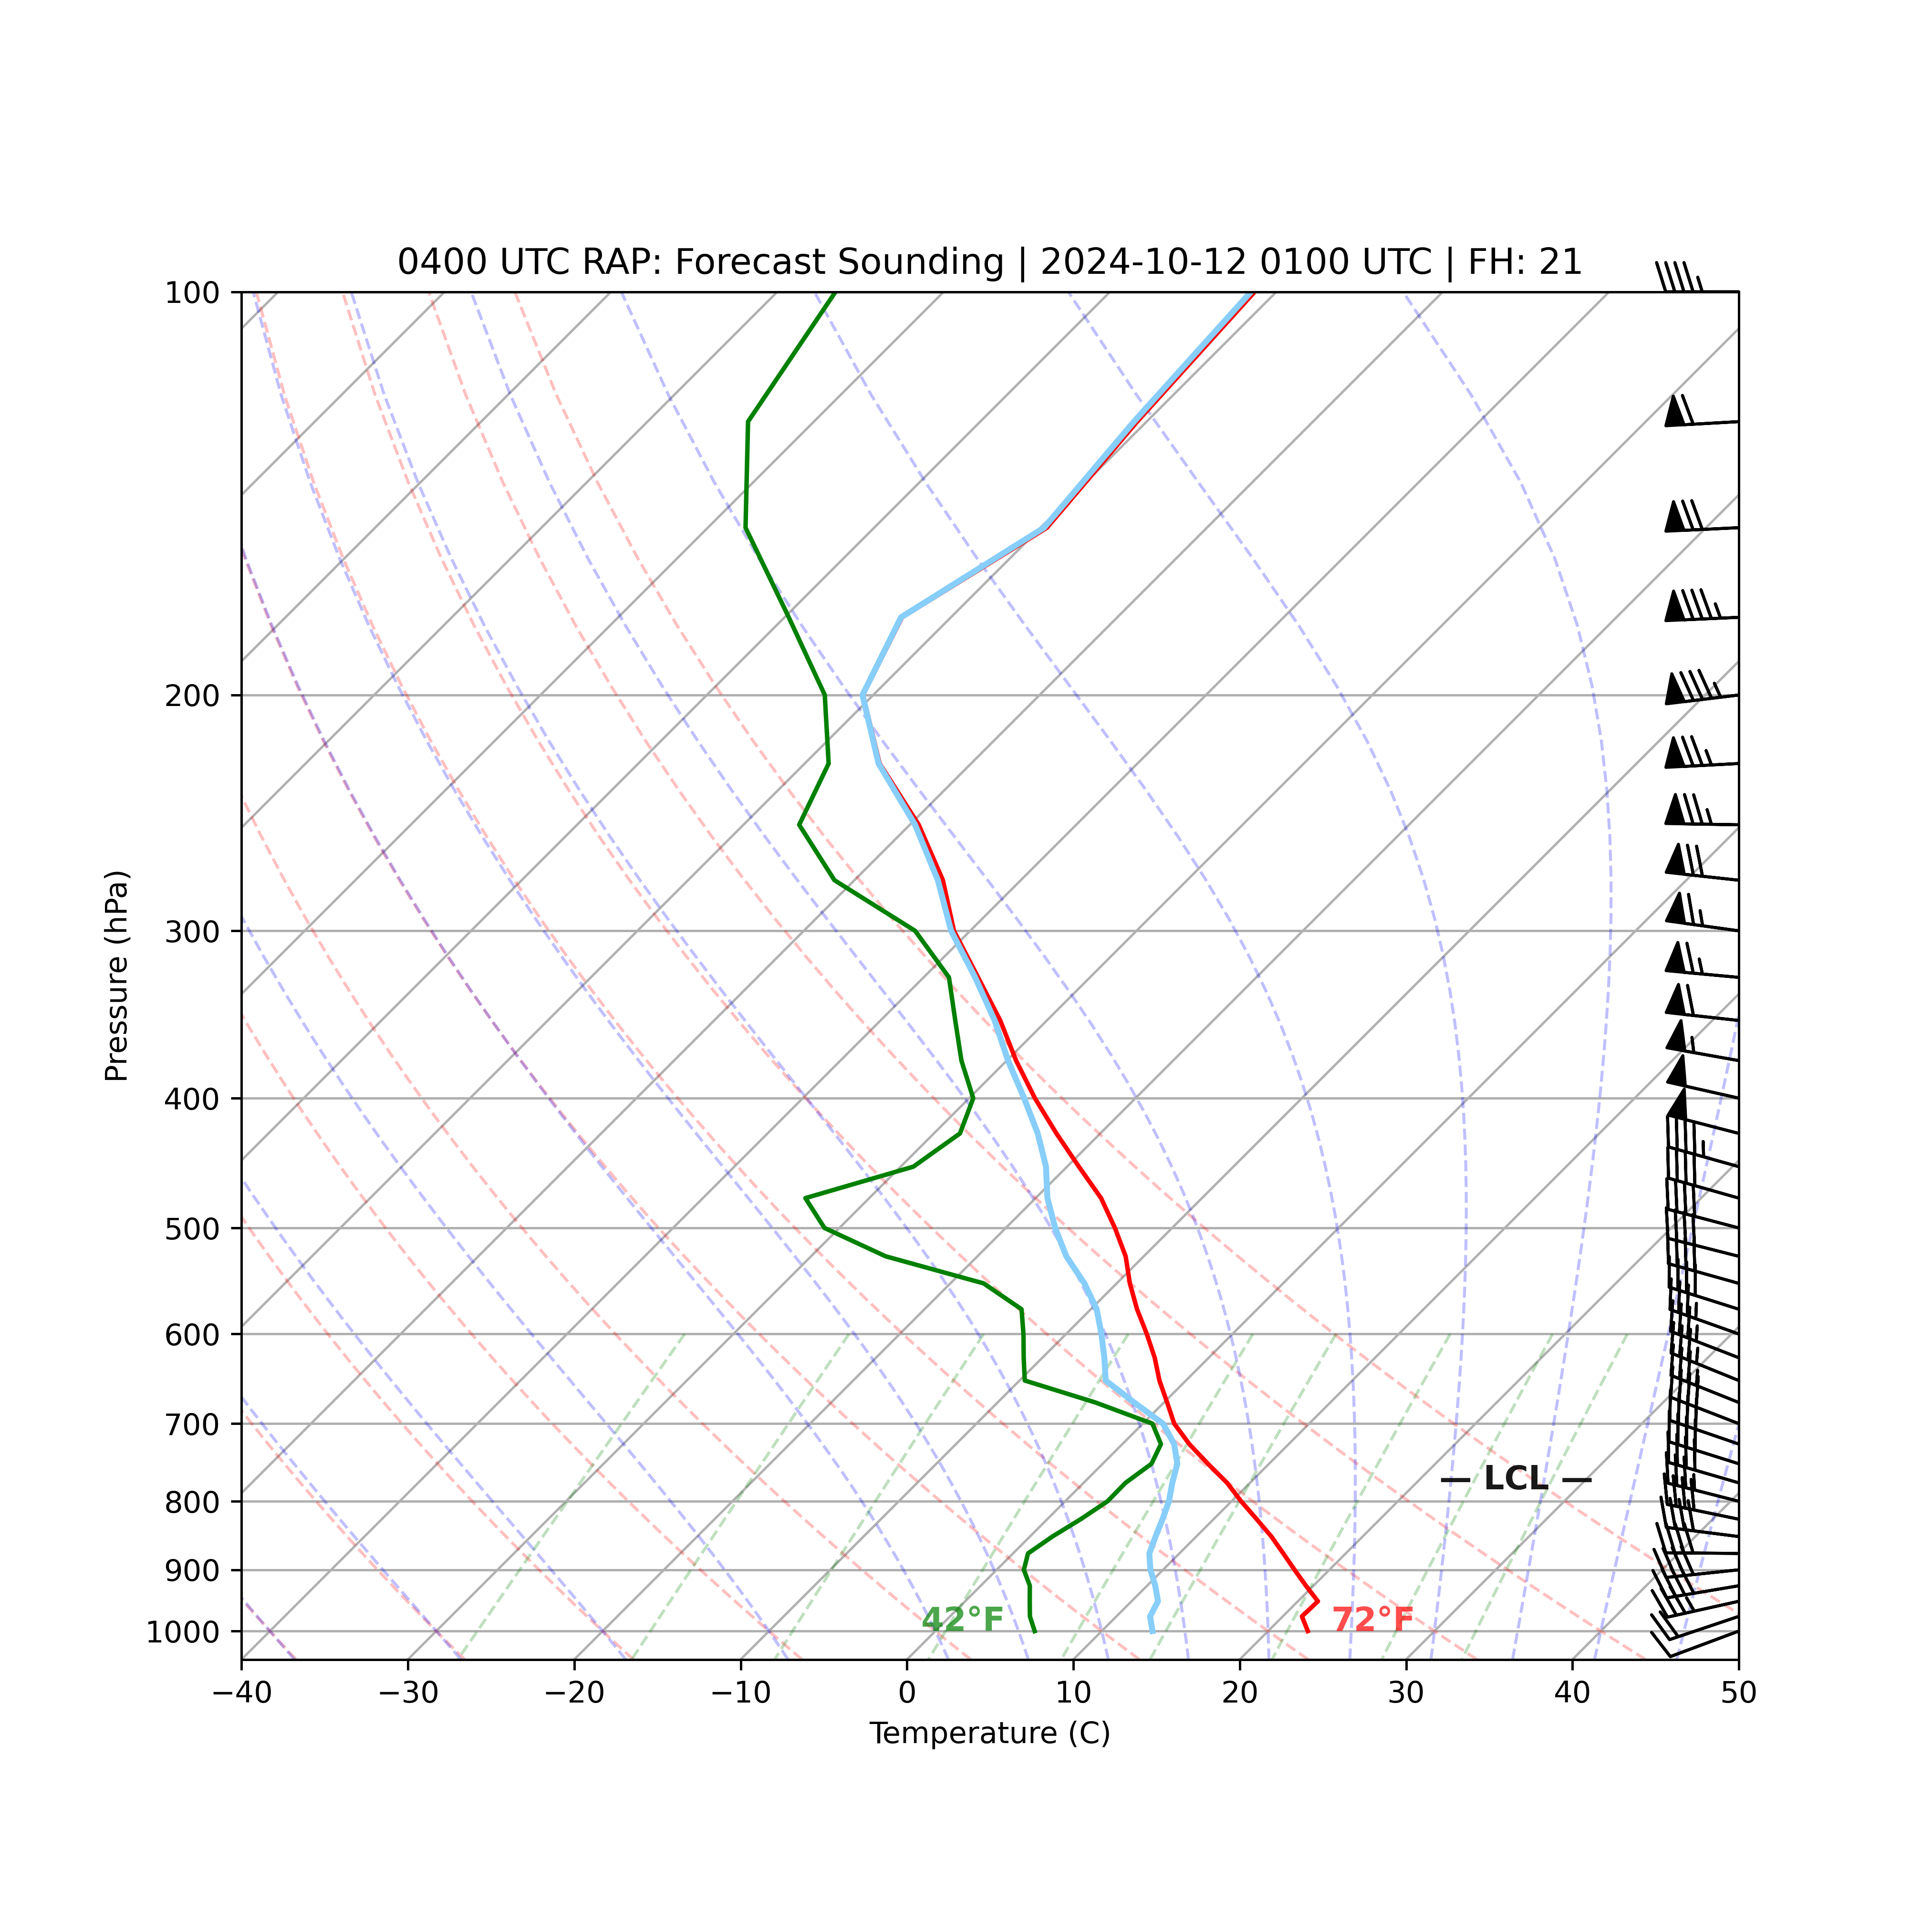 0400 UTC RAP: Forecast Sounding | 2024-10-12 0100 UTC | FH: 21
100
200
300
400
500
600
700
800
900
1000
Pressure (hPa)
— LCL —
42°F
72°F
−40 −30 −20 −10 0 10 20 30 40 50
Temperature (C)